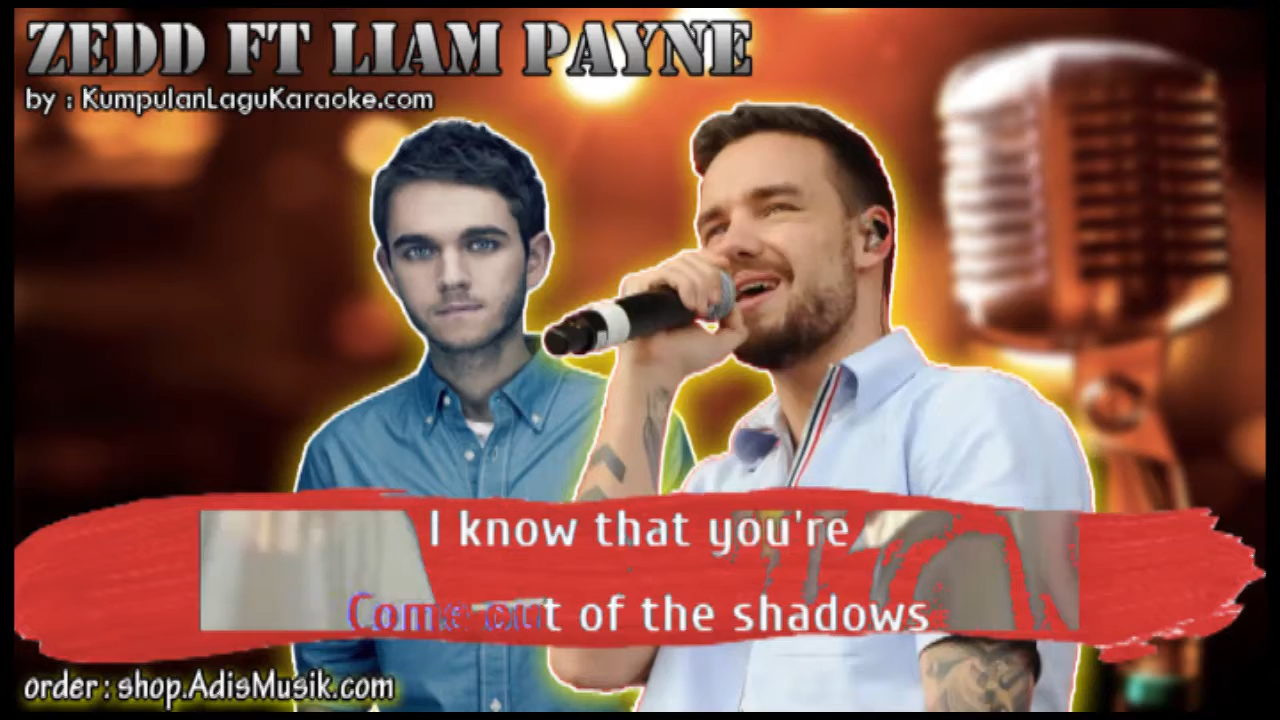 ZEDD FT LIAM PAYNE
by : KumpulanLaguKaraoke.com
I know that you're
Come out of the shadows
order : shop.AdisMusik.com